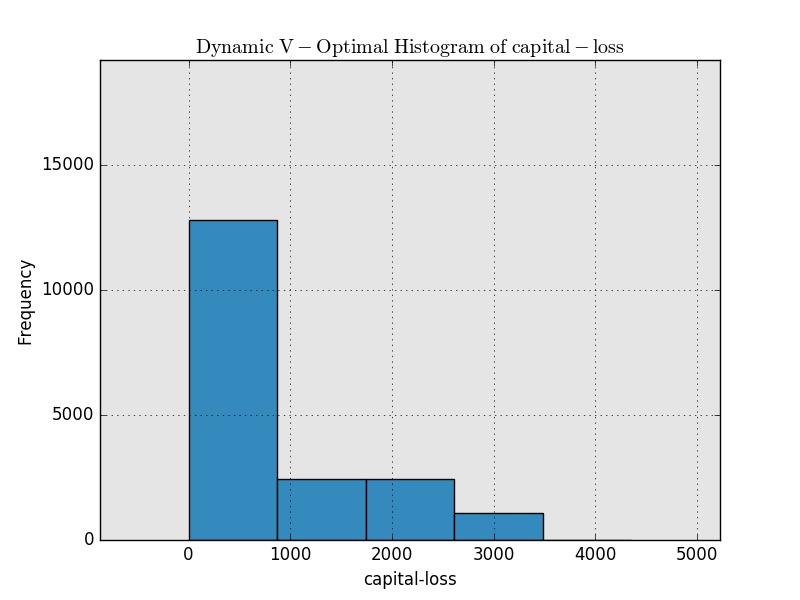 Dynamic V − Optimal Histogram of capital − loss
15000
10000
5000
0
Frequency
0 1000 2000 3000 4000 5000
capital-loss